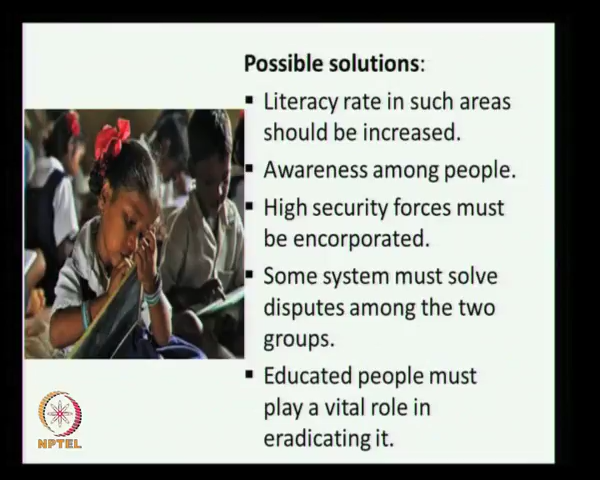 Possible solutions:
▪ Literacy rate in such areas
should be increased.
▪ Awareness among people.
▪ High security forces must
be encorporated.
▪ Some system must solve
disputes among the two
groups.
▪ Educated people must
play a vital role in
eradicating it.
NPTEL